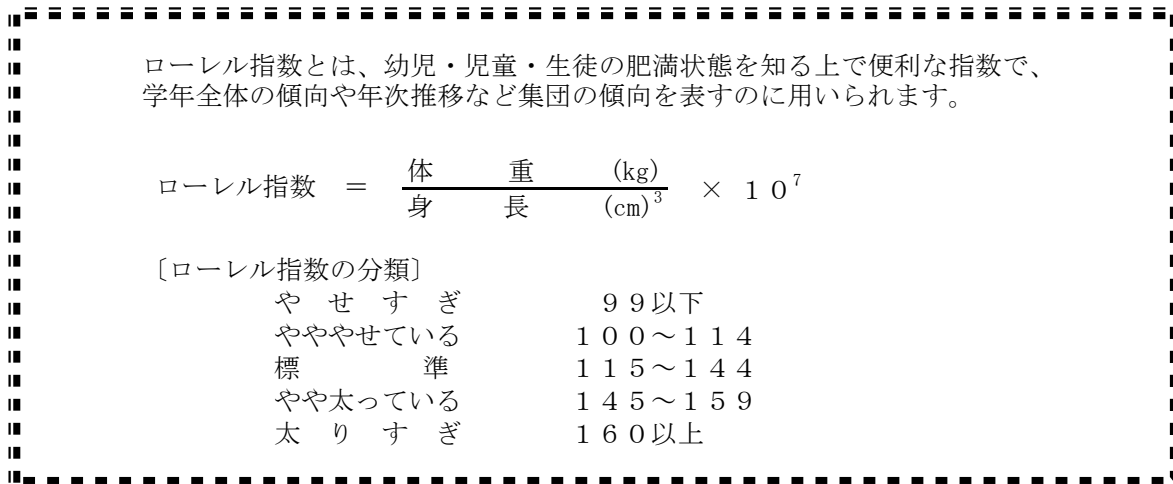 ローレル指数とは、幼児・児童・生徒の肥満状態を知る上で便利な指数で、
学年全体の傾向や年次推移など集団の傾向を表すのに用いられます。
ローレル指数 ＝ 体 重 (kg) / 身 長 (cm)³ × １０⁷
〔ローレル指数の分類〕
や せ す ぎ ９９以下
やややせている １００～１１４
標 準 １１５～１４４
やや太っている １４５～１５９
太 り す ぎ １６０以上